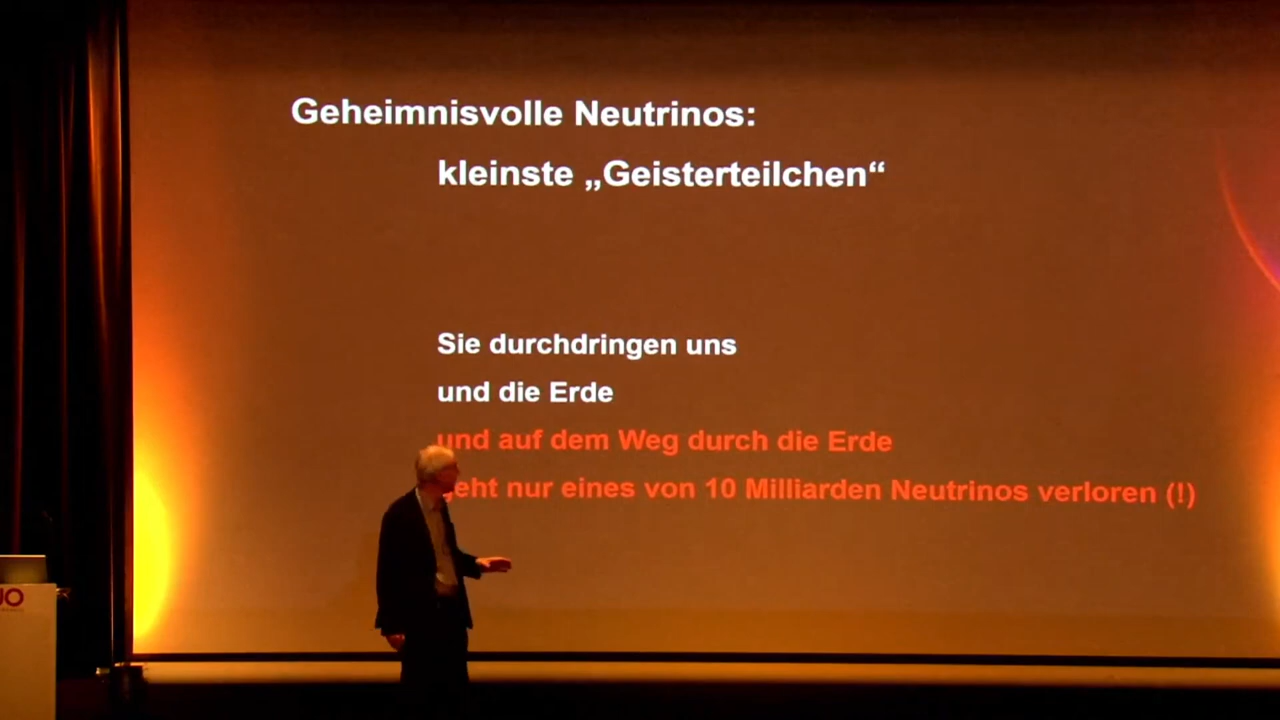 Geheimnisvolle Neutrinos:
kleinste „Geisterteilchen“
Sie durchdringen uns
und die Erde
und auf dem Weg durch die Erde
geht nur eines von 10 Milliarden Neutrinos verloren (!)